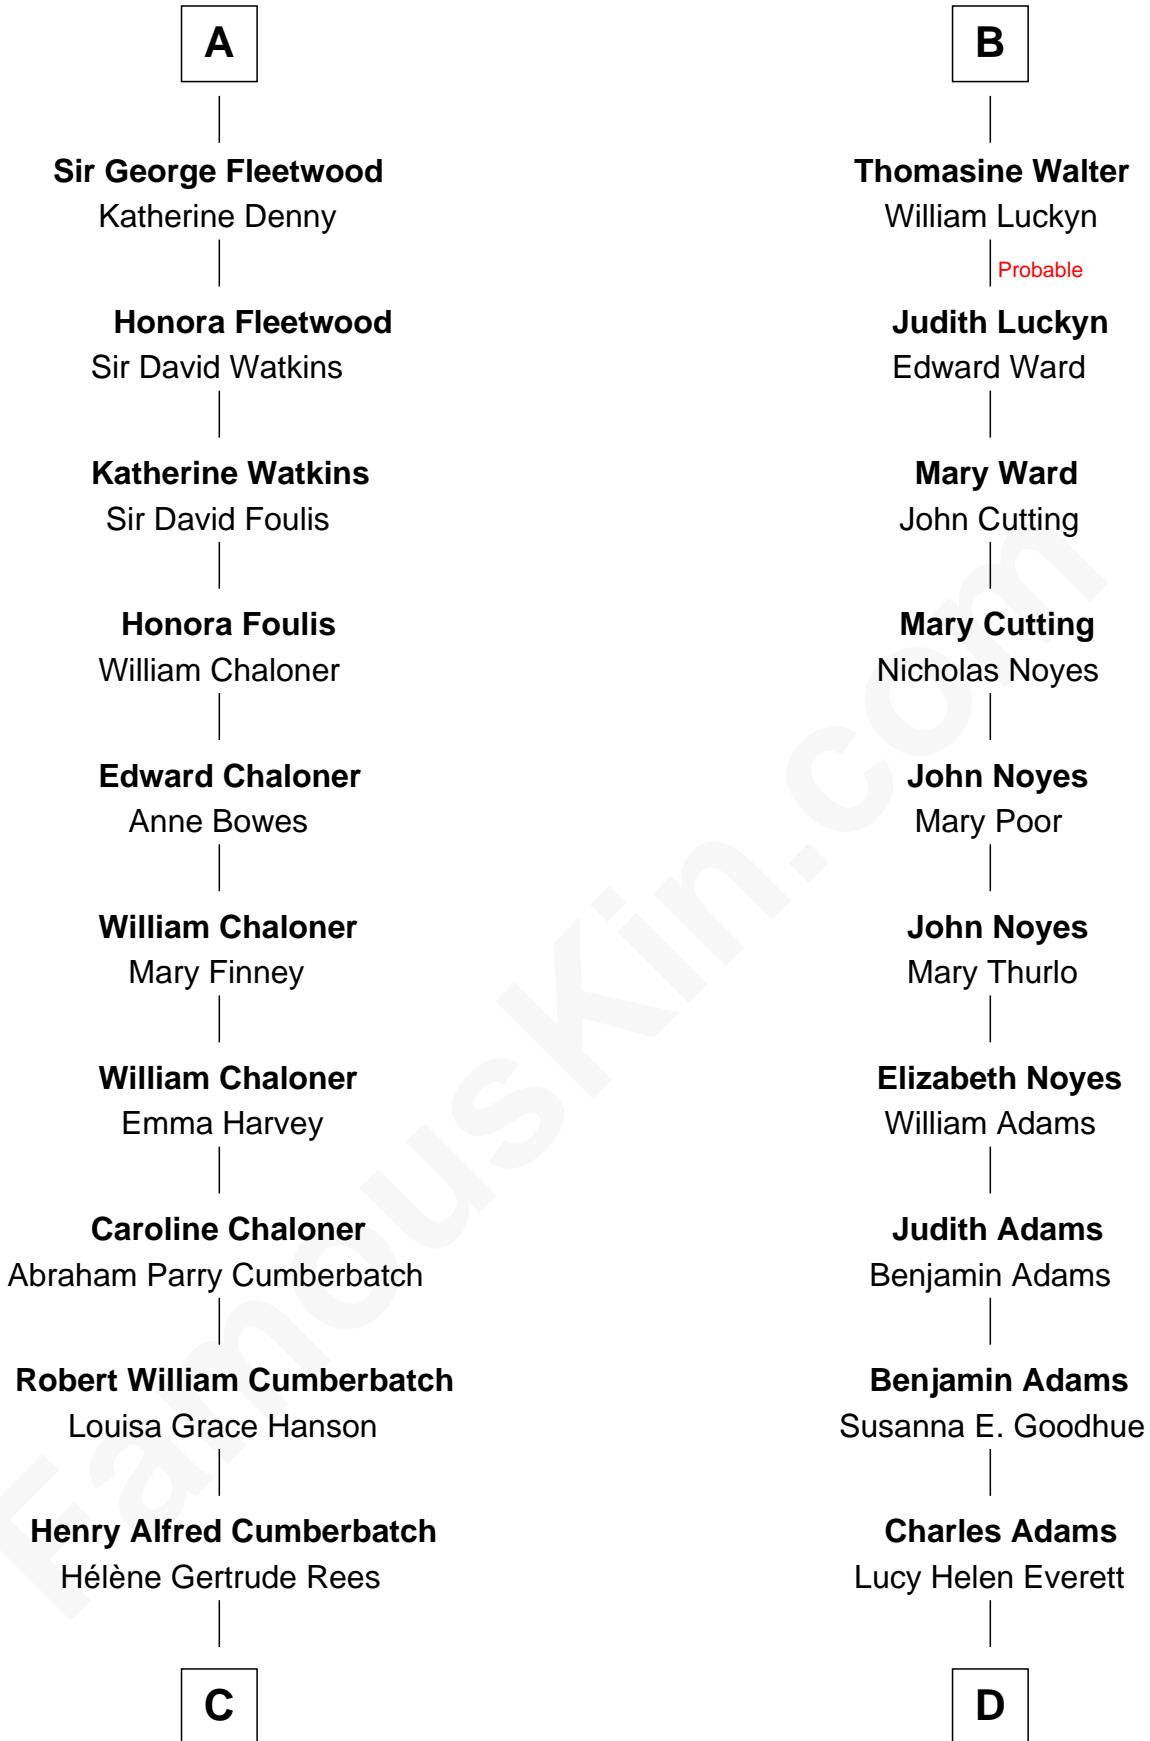 A
Sir George Fleetwood
Katherine Denny
Honora Fleetwood
Sir David Watkins
Katherine Watkins
Sir David Foulis
Honora Foulis
William Chaloner
Edward Chaloner
Anne Bowes
William Chaloner
Mary Finney
William Chaloner
Emma Harvey
Caroline Chaloner
Abraham Parry Cumberbatch
Robert William Cumberbatch
Louisa Grace Hanson
Henry Alfred Cumberbatch
Hélène Gertrude Rees
C
B
Thomasine Walter
William Luckyn
Probable
Judith Luckyn
Edward Ward
Mary Ward
John Cutting
Mary Cutting
Nicholas Noyes
John Noyes
Mary Poor
John Noyes
Mary Thurlo
Elizabeth Noyes
William Adams
Judith Adams
Benjamin Adams
Benjamin Adams
Susanna E. Goodhue
Charles Adams
Lucy Helen Everett
D
FamousKin.com